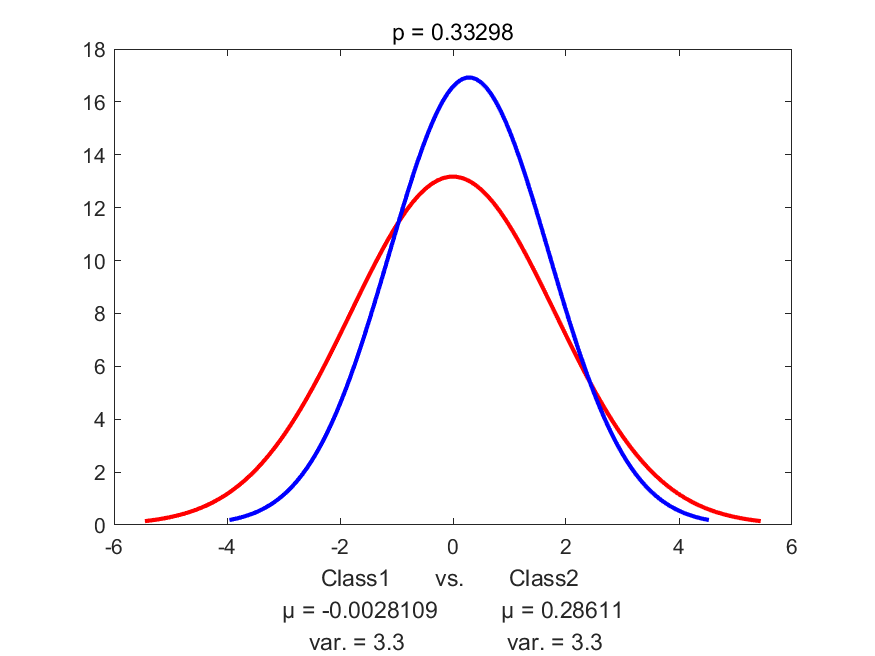 p = 0.33298
18
16
14
12
10
8
6
4
2
0
-6 -4 -2 0 2 4 6
Class1 vs. Class2
μ = -0.0028109 μ = 0.28611
var. = 3.3 var. = 3.3